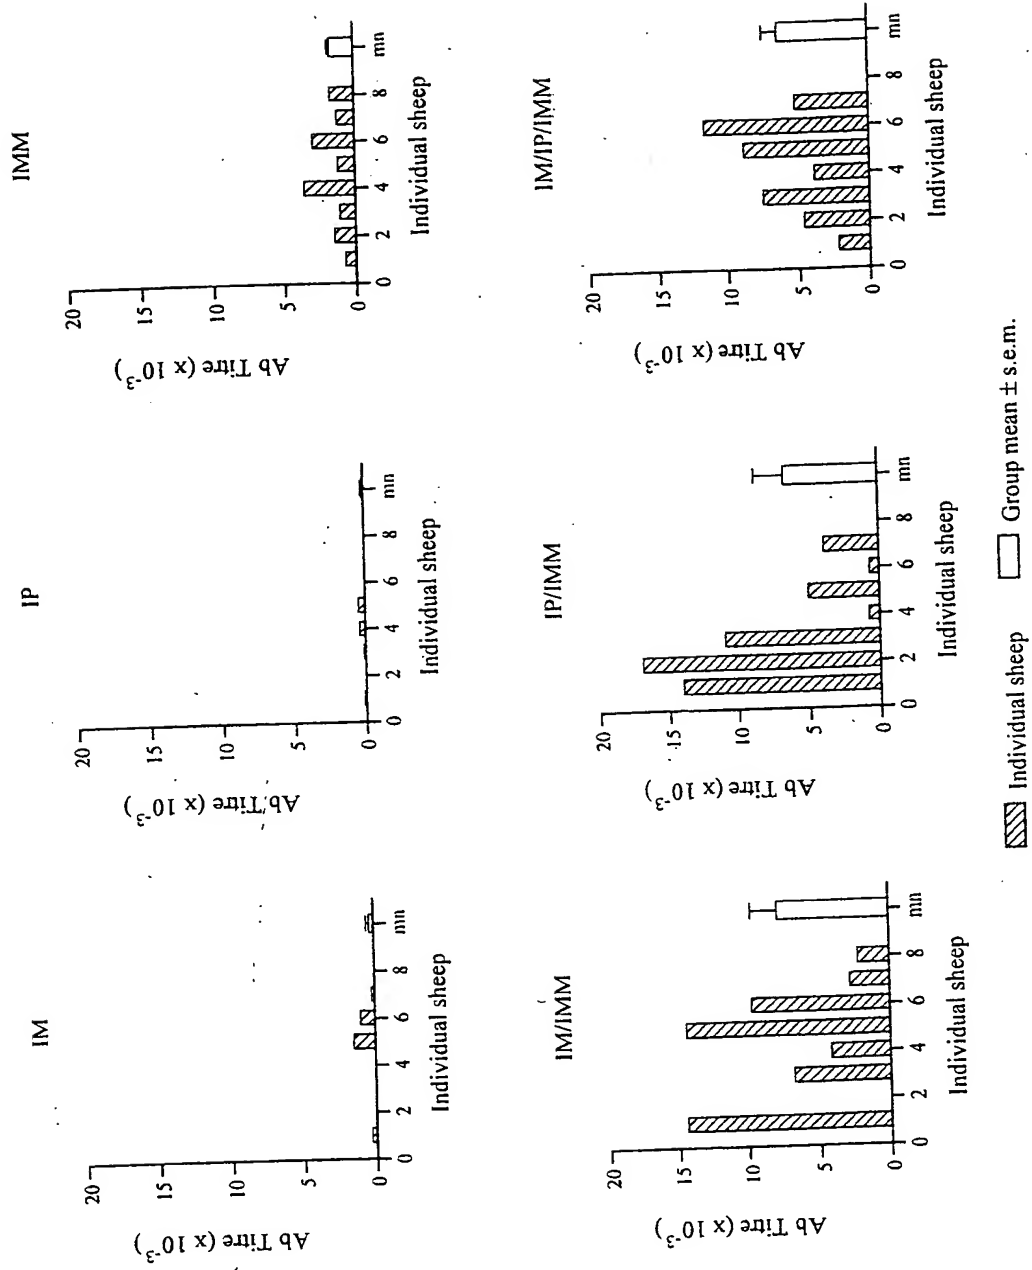 IM
Ab Titre (x 10-3)
20
15
10
5
0
0 2 4 6 8 mn
Individual sheep
IP
Ab Titre (x 10-3)
20
15
10
5
0
0 2 4 6 8 mn
Individual sheep
IMM
Ab Titre (x 10-3)
20
15
10
5
0
0 2 4 6 8 mn
Individual sheep
IM/IMM
Ab Titre (x 10-3)
20
15
10
5
0
0 2 4 6 8 mn
Individual sheep
IP/IMM
Ab Titre (x 10-3)
20
15
10
5
0
0 2 4 6 8 mn
Individual sheep
IM/IP/IMM
Ab Titre (x 10-3)
20
15
10
5
0
0 2 4 6 8 mn
Individual sheep
Individual sheep
Group mean ± s.e.m.